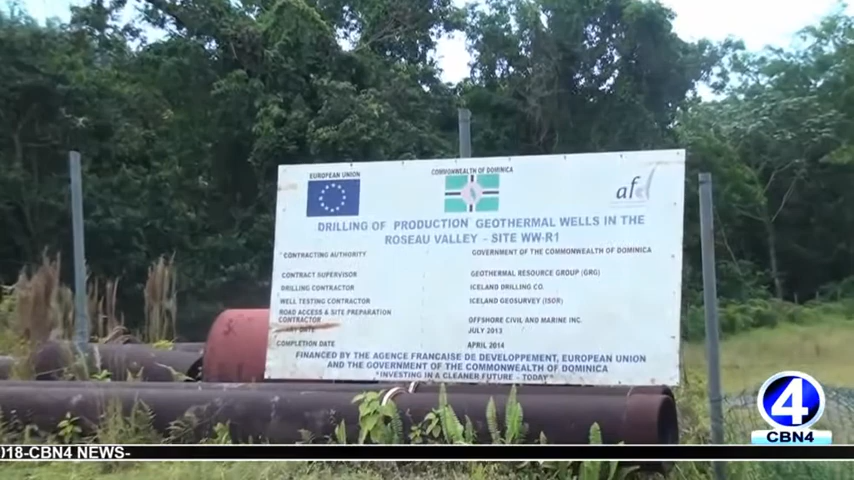 EUROPEAN UNION
COMMONWEALTH OF DOMINICA
afd
DRILLING OF PRODUCTION GEOTHERMAL WELLS IN THE
ROSEAU VALLEY - SITE WW-R1
CONTRACTING AUTHORITY GOVERNMENT OF THE COMMONWEALTH OF DOMINICA
CONTRACT SUPERVISOR GEOTHERMAL RESOURCE GROUP (GRG)
DRILLING CONTRACTOR ICELAND DRILLING CO.
WELL TESTING CONTRACTOR ICELAND GEOSURVEY (ISOR)
ROAD ACCESS & SITE PREPARATION
CONTRACTOR OFFSHORE CIVIL AND MARINE INC.
DATE JULY 2013
COMPLETION DATE APRIL 2014
FINANCED BY THE AGENCE FRANCAISE DE DEVELOPPEMENT, EUROPEAN UNION
AND THE GOVERNMENT OF THE COMMONWEALTH OF DOMINICA
"INVESTING IN A CLEANER FUTURE - TODAY"
4
CBN4
018-CBN4 NEWS-